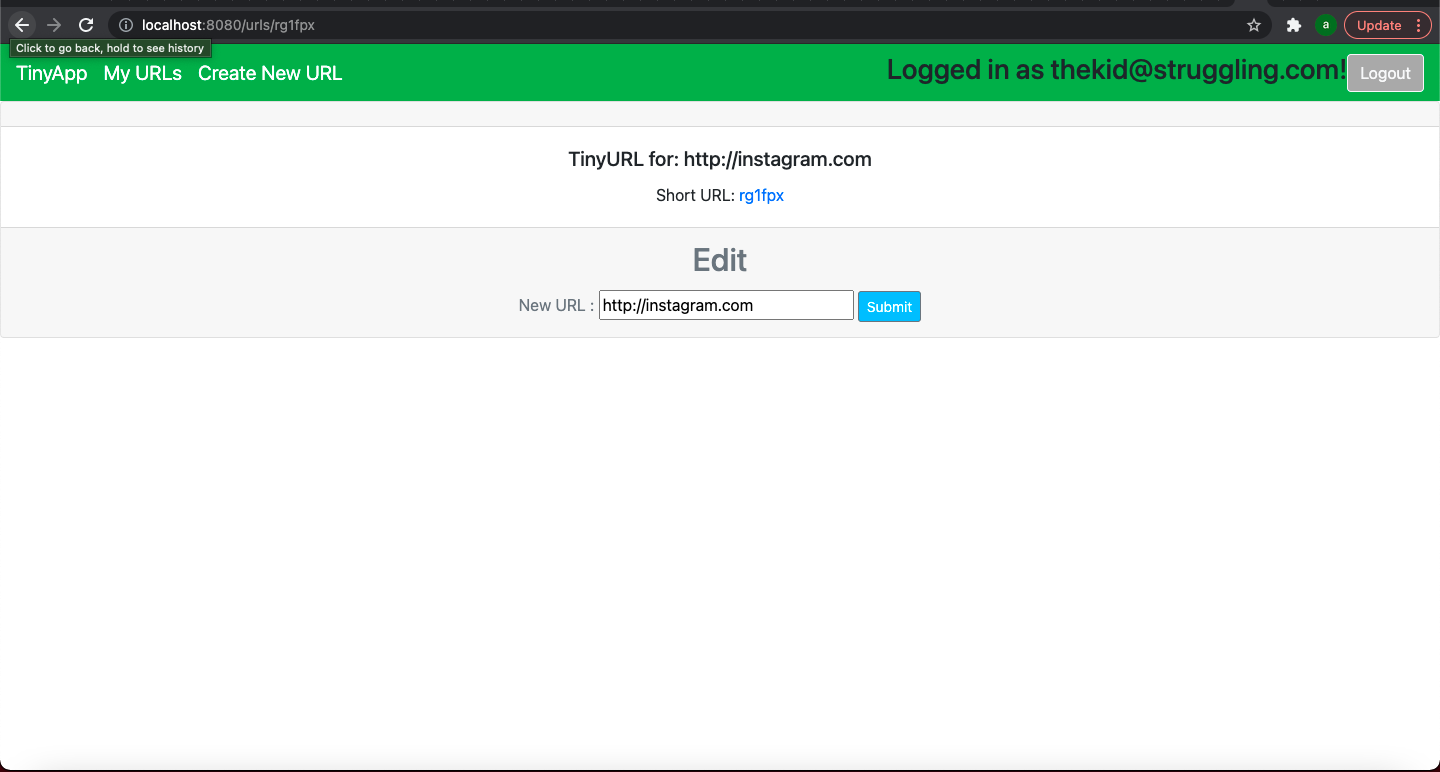 localhost:8080/urls/rg1fpx
a
Update
Click to go back, hold to see history
TinyApp My URLs Create New URL
Logged in as thekid@struggling.com! Logout
TinyURL for: http://instagram.com
Short URL: rg1fpx
Edit
New URL : http://instagram.com Submit